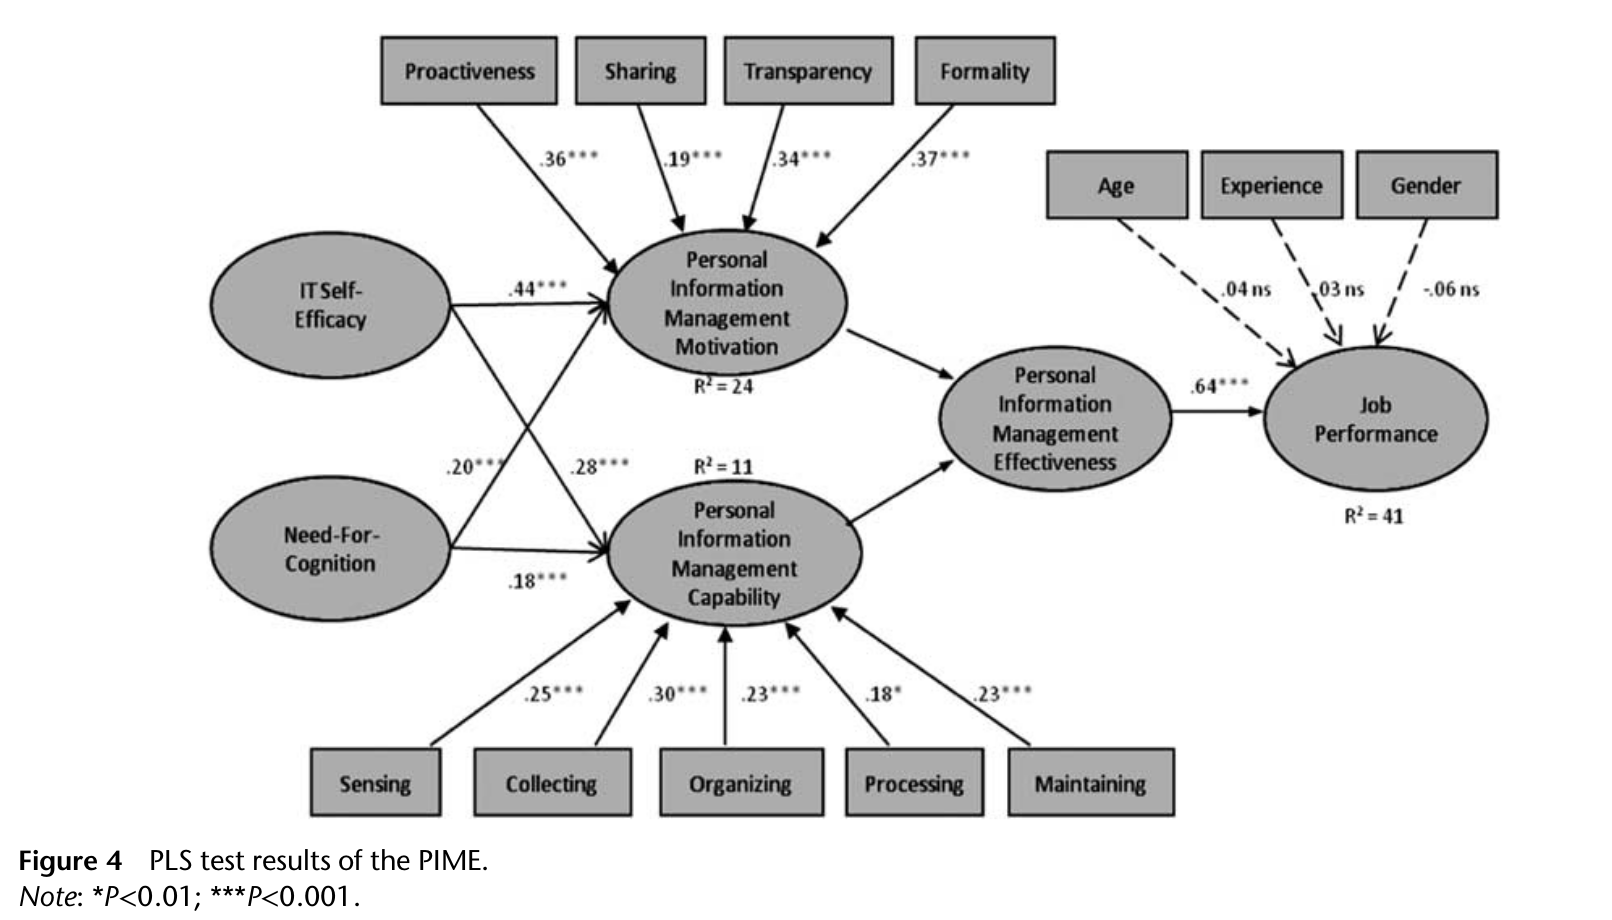 Proactiveness
Sharing
Transparency
Formality
.36***
.19***
.34***
.37***
Age
Experience
Gender
IT Self-
Efficacy
.44***
Personal
Information
Management
Motivation
R² = 24
.04 ns
.03 ns
-.06 ns
Personal
Information
Management
Effectiveness
.64***
Job
Performance
R² = 41
.20***
.28***
R² = 11
Need-For-
Cognition
.18***
Personal
Information
Management
Capability
.25***
.30***
.23***
.18*
.23***
Sensing
Collecting
Organizing
Processing
Maintaining
Figure 4 PLS test results of the PIME.
Note: *P<0.01; ***P<0.001.